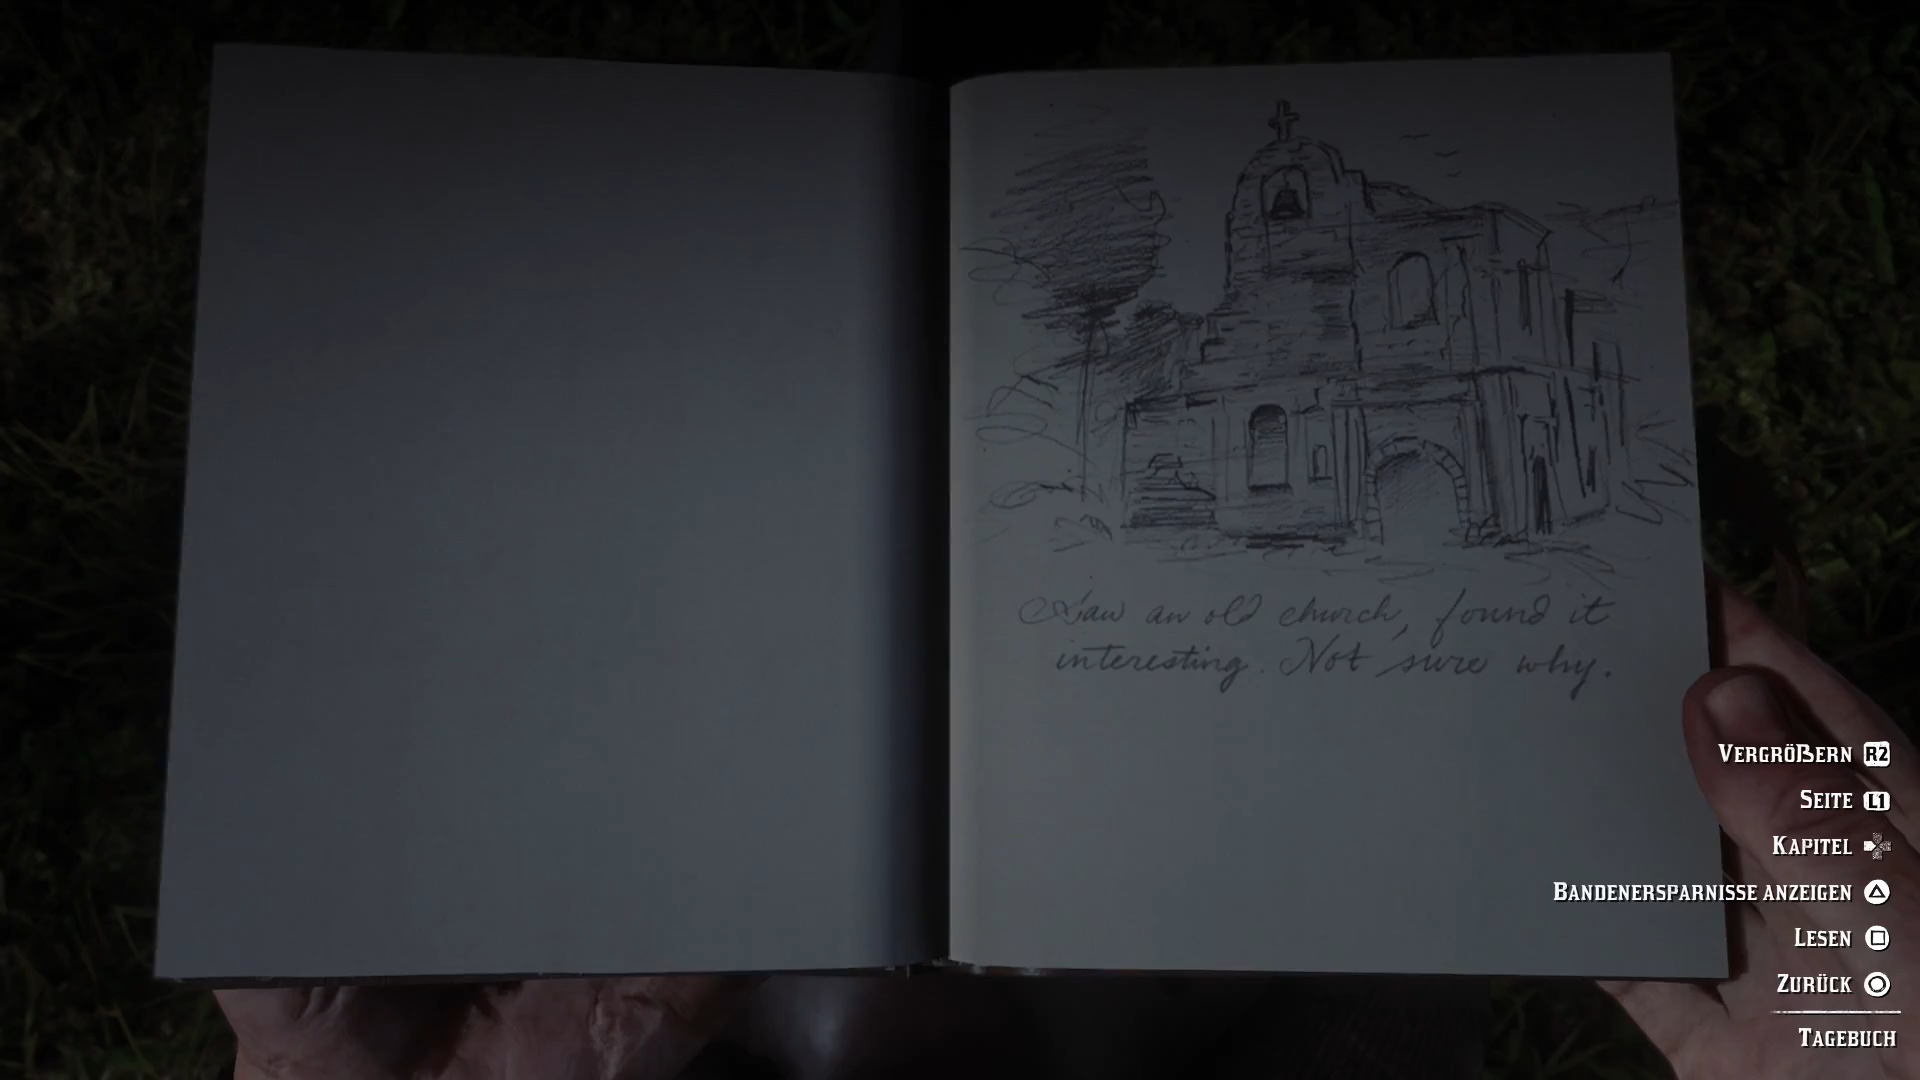 Saw an old church, found it
interesting. Not sure why.
VERGRÖẞERN R2
SEITE L1
KAPITEL
BANDENERSPARNISSE ANZEIGEN
LESEN
ZURÜCK
TAGEBUCH